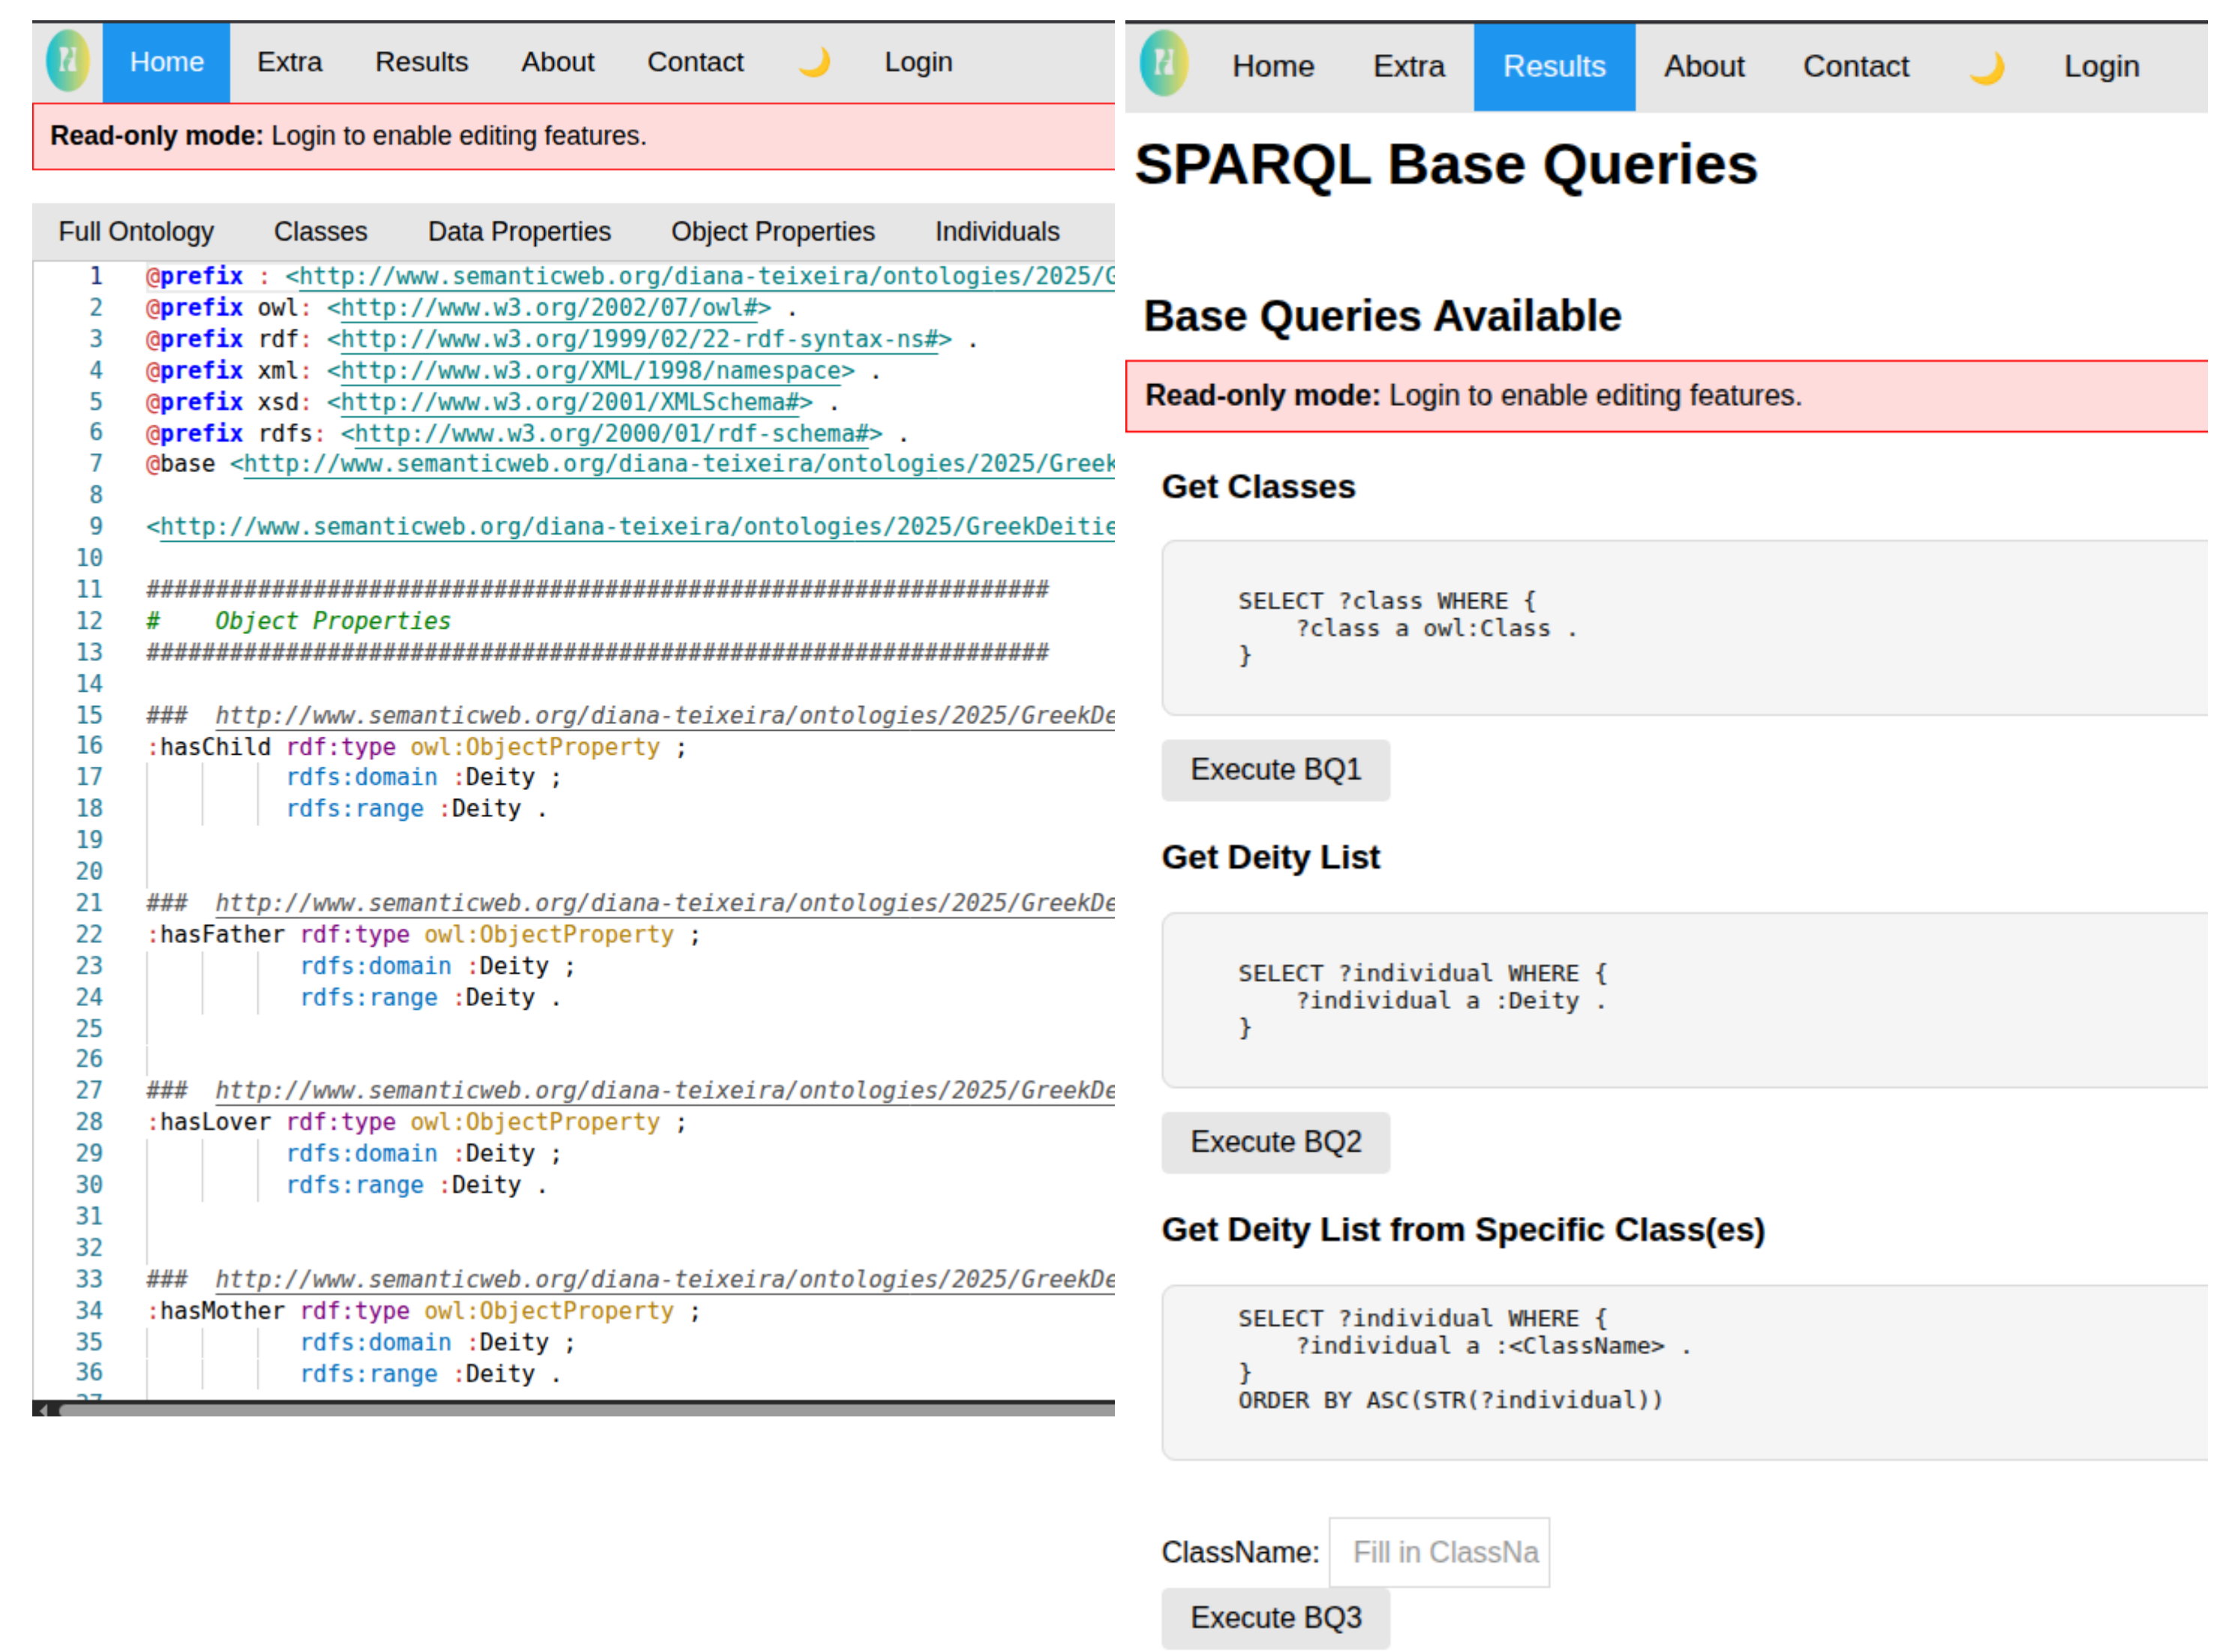 Home Extra Results About Contact Login
Read-only mode: Login to enable editing features.
Full Ontology Classes Data Properties Object Properties Individuals
1 @prefix : <http://www.semanticweb.org/diana-teixeira/ontologies/2025/G
2 @prefix owl: <http://www.w3.org/2002/07/owl#> .
3 @prefix rdf: <http://www.w3.org/1999/02/22-rdf-syntax-ns#> .
4 @prefix xml: <http://www.w3.org/XML/1998/namespace> .
5 @prefix xsd: <http://www.w3.org/2001/XMLSchema#> .
6 @prefix rdfs: <http://www.w3.org/2000/01/rdf-schema#> .
7 @base <http://www.semanticweb.org/diana-teixeira/ontologies/2025/Greek
8
9 <http://www.semanticweb.org/diana-teixeira/ontologies/2025/GreekDeitie
10
11 #################################################################
12 #    Object Properties
13 #################################################################
14
15 ###  http://www.semanticweb.org/diana-teixeira/ontologies/2025/GreekDe
16 :hasChild rdf:type owl:ObjectProperty ;
17 rdfs:domain :Deity ;
18 rdfs:range :Deity .
19
20
21 ###  http://www.semanticweb.org/diana-teixeira/ontologies/2025/GreekDe
22 :hasFather rdf:type owl:ObjectProperty ;
23 rdfs:domain :Deity ;
24 rdfs:range :Deity .
25
26
27 ###  http://www.semanticweb.org/diana-teixeira/ontologies/2025/GreekDe
28 :hasLover rdf:type owl:ObjectProperty ;
29 rdfs:domain :Deity ;
30 rdfs:range :Deity .
31
32
33 ###  http://www.semanticweb.org/diana-teixeira/ontologies/2025/GreekDe
34 :hasMother rdf:type owl:ObjectProperty ;
35 rdfs:domain :Deity ;
36 rdfs:range :Deity .
37
Home Extra Results About Contact Login
SPARQL Base Queries
Base Queries Available
Read-only mode: Login to enable editing features.
Get Classes
SELECT ?class WHERE {
?class a owl:Class .
}
Execute BQ1
Get Deity List
SELECT ?individual WHERE {
?individual a :Deity .
}
Execute BQ2
Get Deity List from Specific Class(es)
SELECT ?individual WHERE {
?individual a :<ClassName> .
}
ORDER BY ASC(STR(?individual))
ClassName: Fill in ClassNa
Execute BQ3